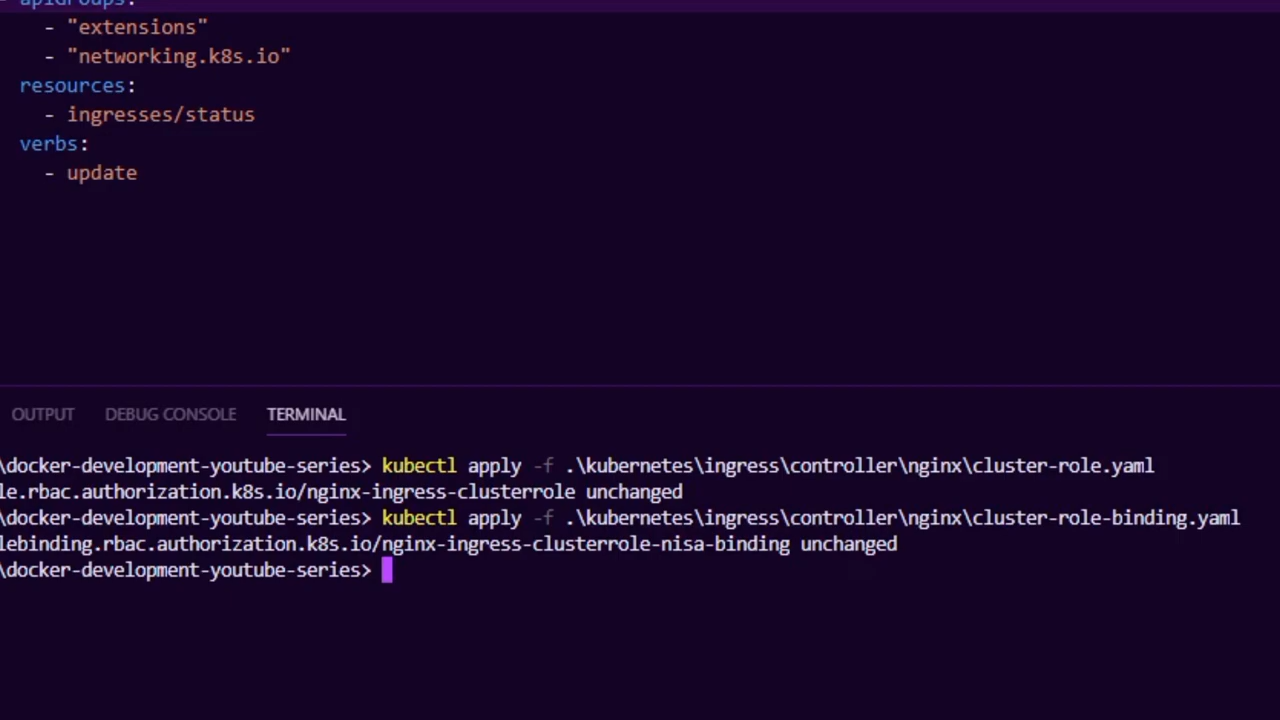 - apiGroups:
- "extensions"
- "networking.k8s.io"
resources:
- ingresses/status
verbs:
- update
OUTPUT DEBUG CONSOLE TERMINAL
\docker-development-youtube-series> kubectl apply -f .\kubernetes\ingress\controller\nginx\cluster-role.yaml
le.rbac.authorization.k8s.io/nginx-ingress-clusterrole unchanged
\docker-development-youtube-series> kubectl apply -f .\kubernetes\ingress\controller\nginx\cluster-role-binding.yaml
lebinding.rbac.authorization.k8s.io/nginx-ingress-clusterrole-nisa-binding unchanged
\docker-development-youtube-series>